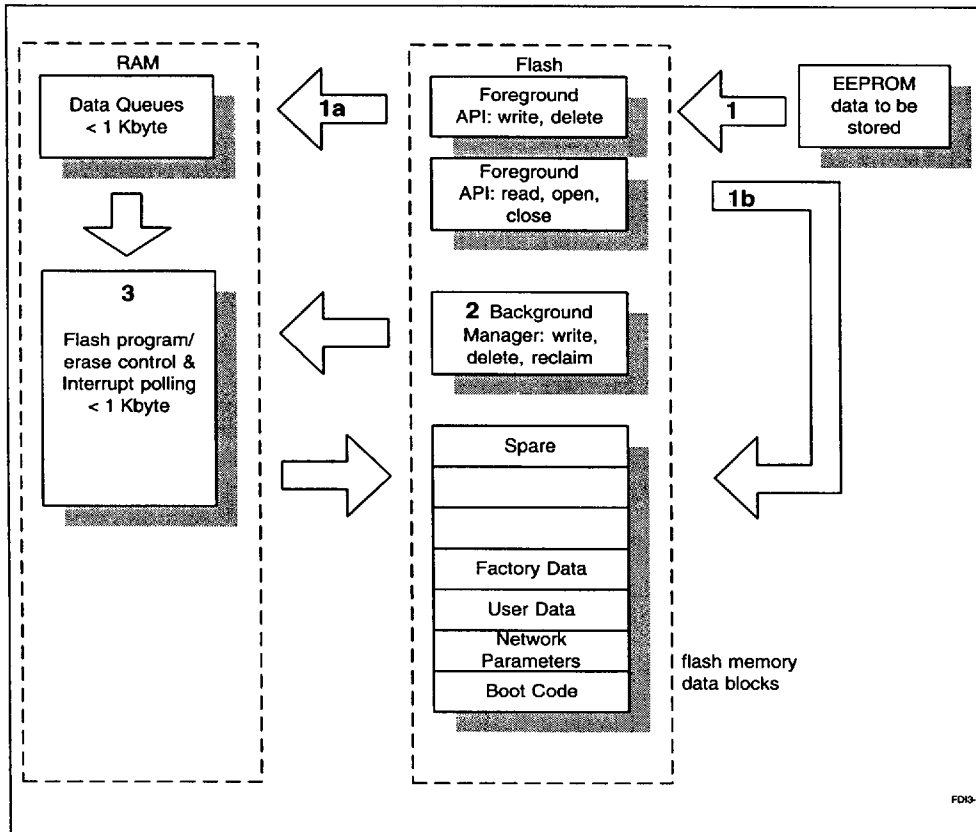 RAM
Data Queues
< 1 Kbyte
1a
Flash
Foreground
API: write, delete
1
EEPROM
data to be
stored
Foreground
API: read, open,
close
1b
3
Flash program/
erase control &
Interrupt polling
< 1 Kbyte
2 Background
Manager: write,
delete, reclaim
Spare
Factory Data
User Data
Network
Parameters
Boot Code
flash memory
data blocks
FDI3-